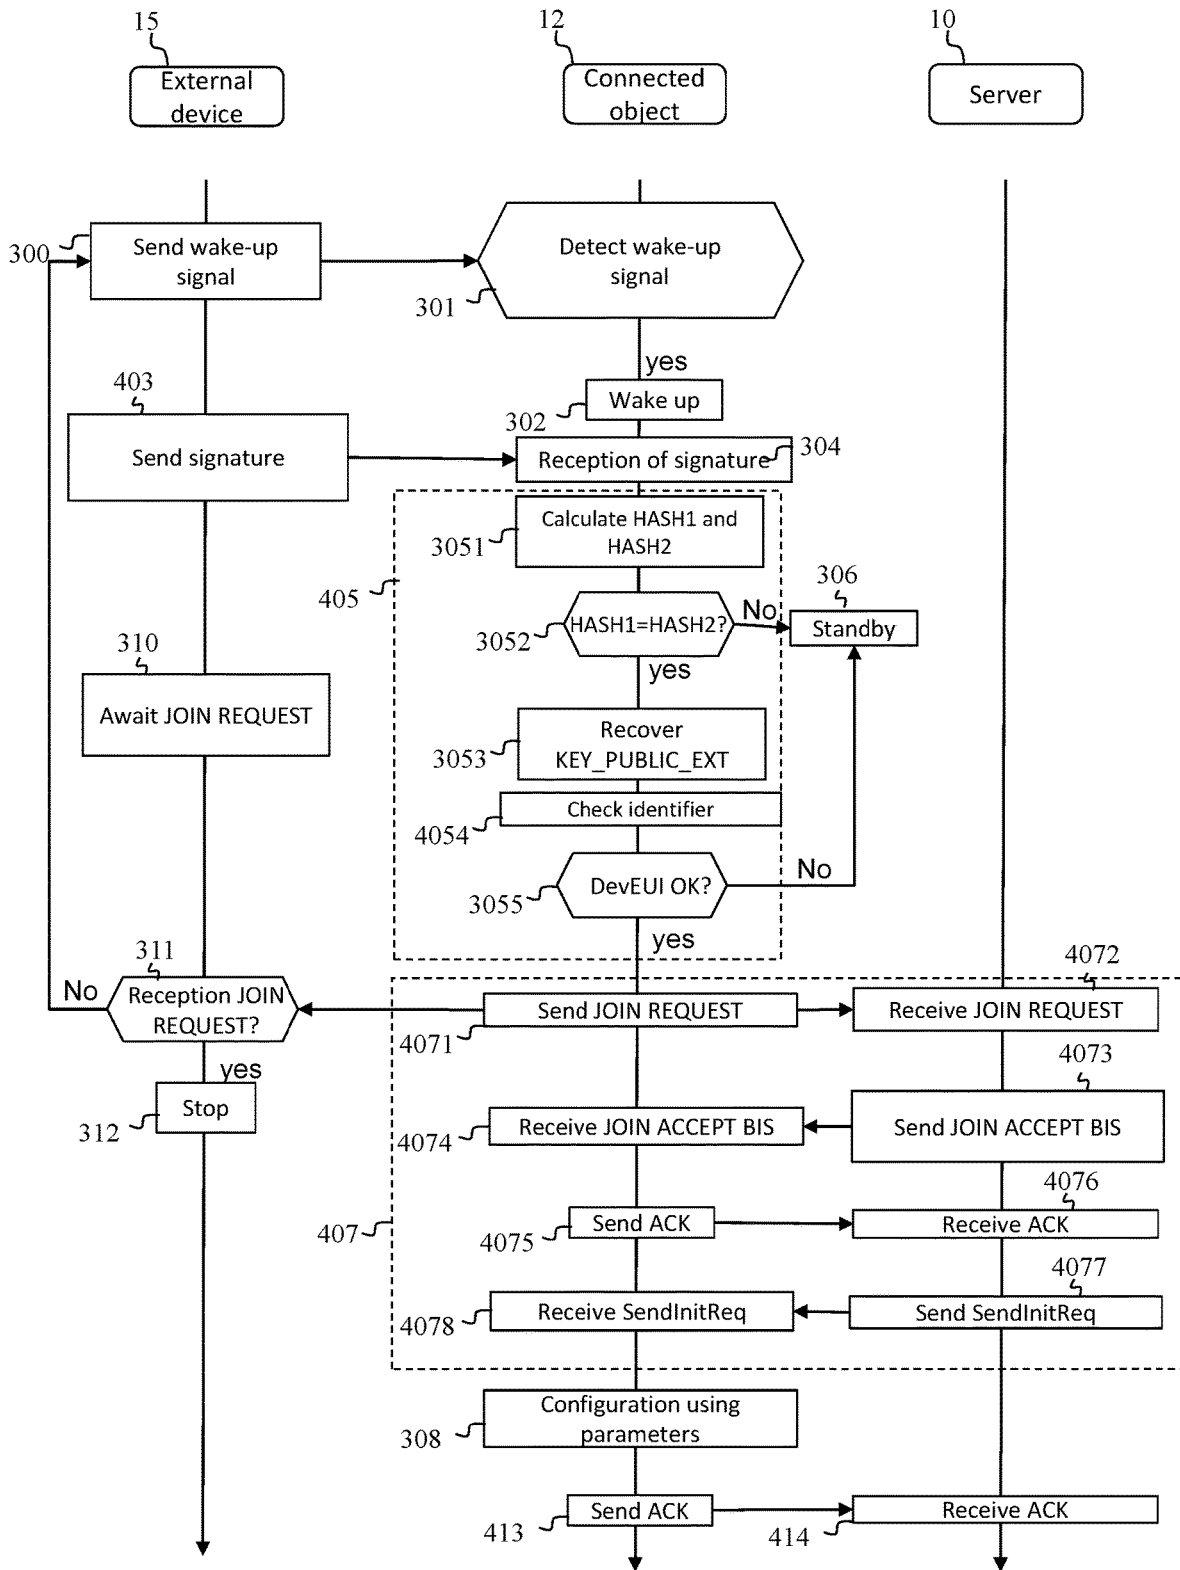 15
12
10
External
device
Connected
object
Server
300
Send wake-up
signal
Detect wake-up
signal
301
yes
403
302
Wake up
Send signature
Reception of signature
304
3051
Calculate HASH1 and
HASH2
405
306
3052
HASH1=HASH2?
No
Standby
yes
310
Await JOIN REQUEST
3053
Recover
KEY_PUBLIC_EXT
4054
Check identifier
3055
DevEUI OK?
No
yes
311
4072
No
Reception JOIN
REQUEST?
Send JOIN REQUEST
Receive JOIN REQUEST
4071
yes
4073
312
Stop
4074
Receive JOIN ACCEPT BIS
Send JOIN ACCEPT BIS
4076
407
4075
Send ACK
Receive ACK
4077
4078
Receive SendInitReq
Send SendInitReq
308
Configuration using
parameters
413
Send ACK
414
Receive ACK